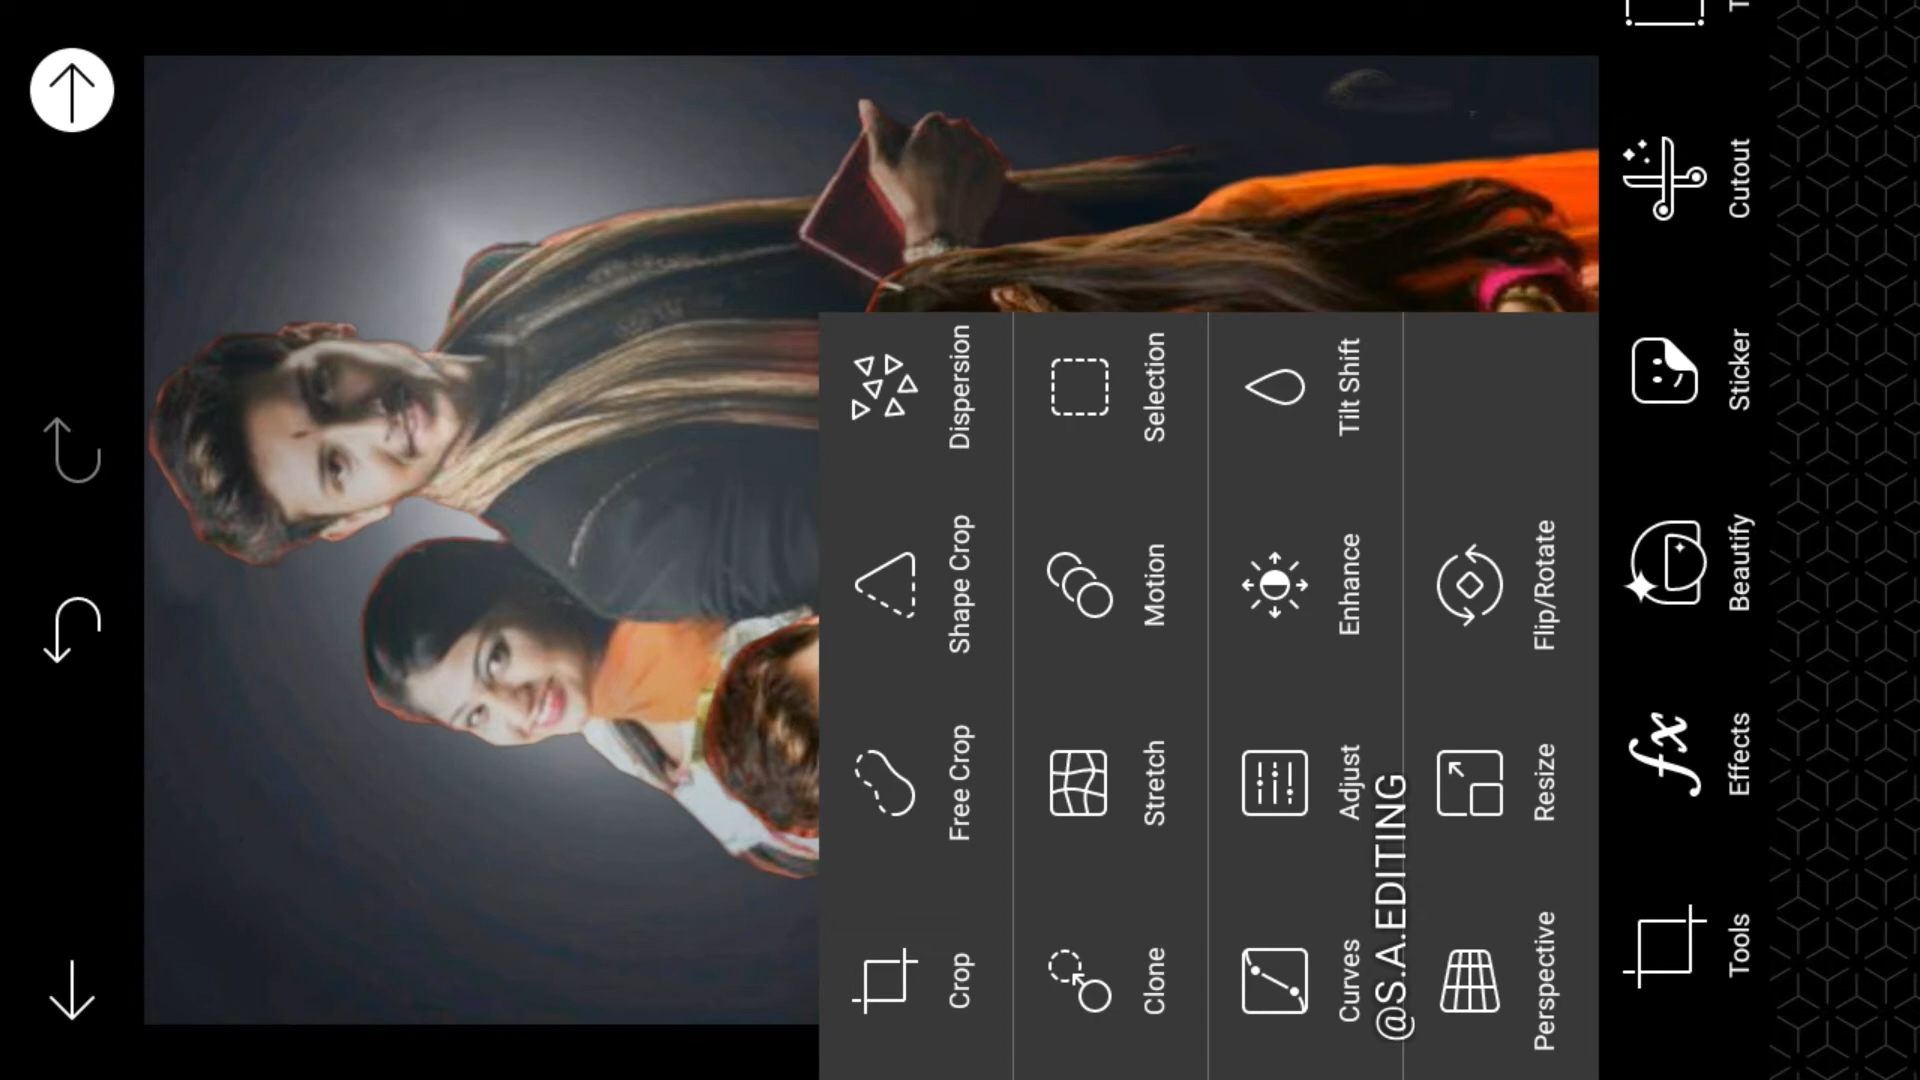 Crop
Free Crop
Shape Crop
Dispersion
Clone
Stretch
Motion
Selection
Curves
Adjust
Enhance
Tilt Shift
@S.A.EDITING
Perspective
Resize
Flip/Rotate
Tools
Effects
Beautify
Sticker
Cutout